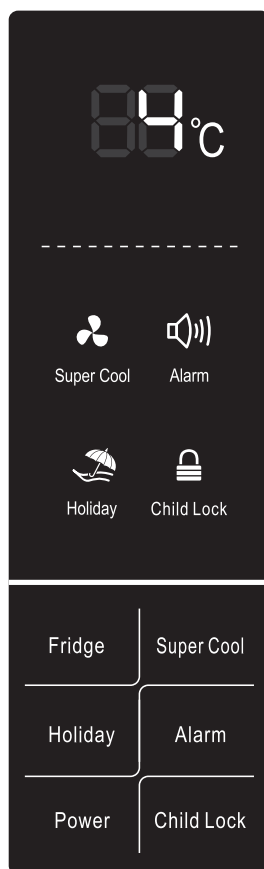 4°C
Super Cool Alarm
Holiday Child Lock
Fridge Super Cool
Holiday Alarm
Power Child Lock